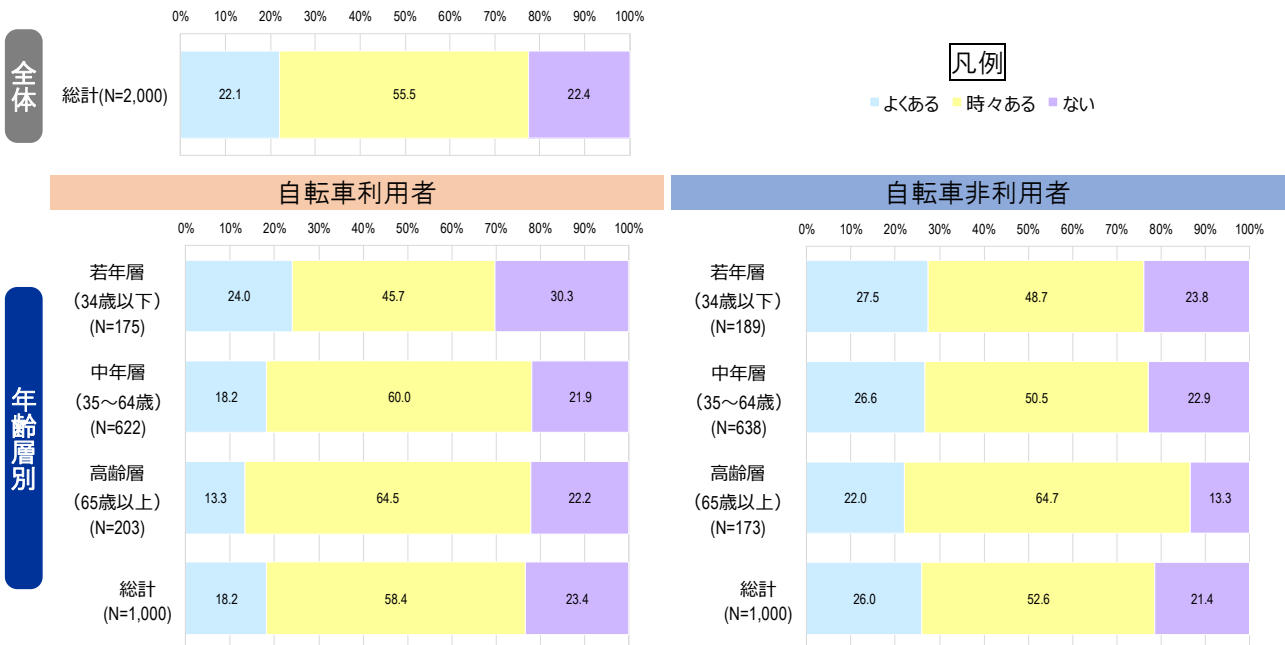 0% 10% 20% 30% 40% 50% 60% 70% 80% 90% 100%
全体
総計(N=2,000)
22.1 55.5 22.4
凡例
よくある 時々ある ない
自転車利用者
自転車非利用者
年齢層別
0% 10% 20% 30% 40% 50% 60% 70% 80% 90% 100%
若年層
（34歳以下）
(N=175)
24.0 45.7 30.3
中年層
（35～64歳）
(N=622)
18.2 60.0 21.9
高齢層
（65歳以上）
(N=203)
13.3 64.5 22.2
総計
(N=1,000)
18.2 58.4 23.4
0% 10% 20% 30% 40% 50% 60% 70% 80% 90% 100%
若年層
（34歳以下）
(N=189)
27.5 48.7 23.8
中年層
（35～64歳）
(N=638)
26.6 50.5 22.9
高齢層
（65歳以上）
(N=173)
22.0 64.7 13.3
総計
(N=1,000)
26.0 52.6 21.4